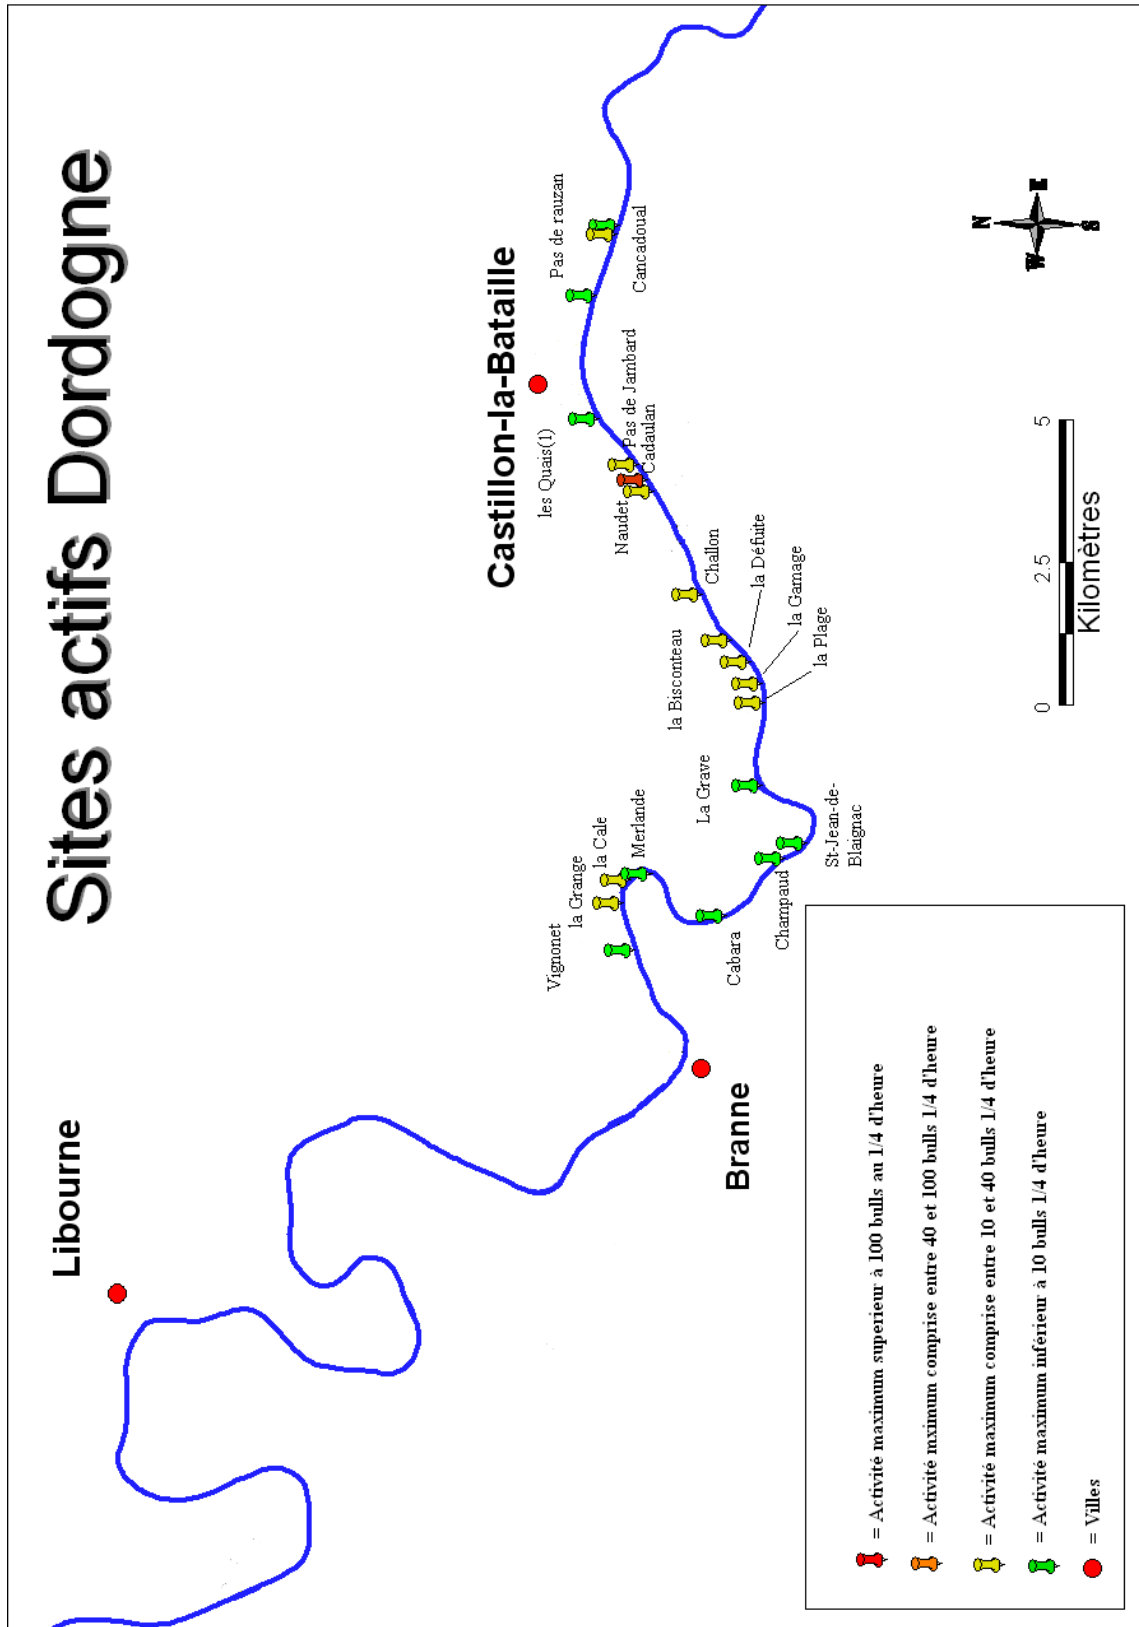 Sites actifs Dordogne
Libourne
Branne
Castillon-la-Bataille
Vignonet
la Grange
la Cale
Merlande
Cabara
Champaud
St-Jean-de-
Blaignac
La Grave
la Bisconteau
la Plage
la Gamage
la Défuite
Challon
Naudet
Cadaulan
Pas de Jambard
les Quais(1)
Pas de rauzan
Cancadoual
N
E
S
W
0 2.5 5
Kilomètres
= Activité maximum superieur à 100 bulls au 1/4 d'heure
= Activité mximum comprise entre 40 et 100 bulls 1/4 d'heure
= Activité maximum comprise entre 10 et 40 bulls 1/4 d'heure
= Activité maximum inférieur à 10 bulls 1/4 d'heure
= Villes